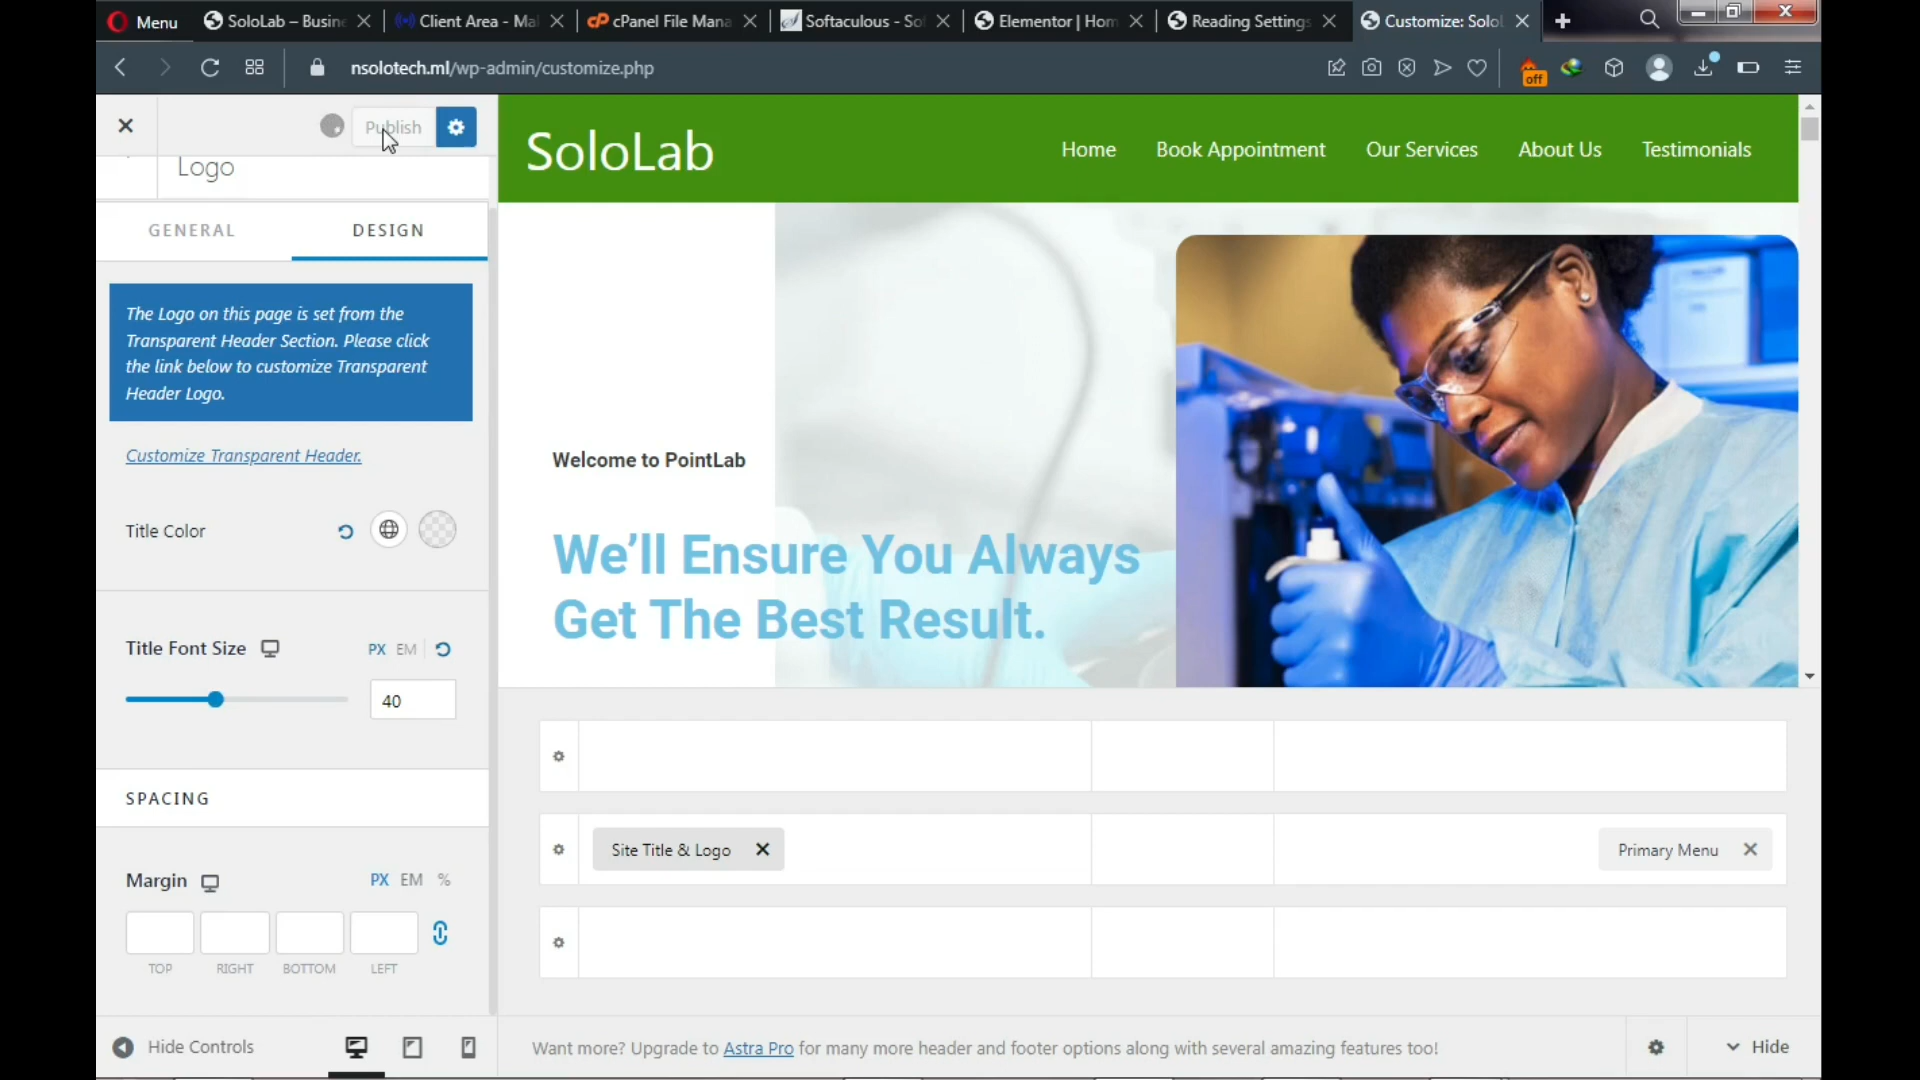 Menu
SoloLab – Busine
Client Area - Mal
cPanel File Mana
Softaculous - So
Elementor | Hom
Reading Settings
Customize: Solol
nsolotech.ml/wp-admin/customize.php
off
Publish
Logo
GENERAL
DESIGN
The Logo on this page is set from the
Transparent Header Section. Please click
the link below to customize Transparent
Header Logo.
Customize Transparent Header.
Title Color
Title Font Size
PX EM
40
SPACING
Margin
PX EM %
TOP RIGHT BOTTOM LEFT
Hide Controls
SoloLab
Home
Book Appointment
Our Services
About Us
Testimonials
Welcome to PointLab
We’ll Ensure You Always
Get The Best Result.
Site Title & Logo
Primary Menu
Want more? Upgrade to Astra Pro for many more header and footer options along with several amazing features too!
Hide